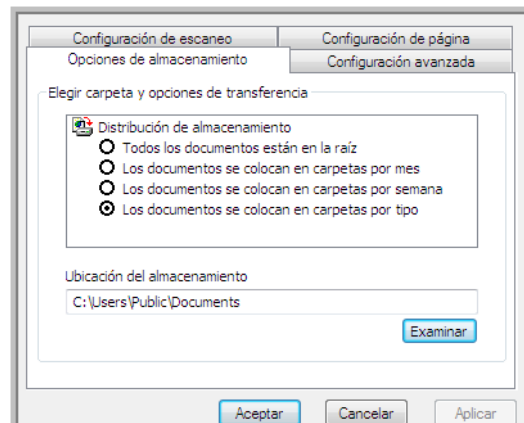 Configuración de escaneo
Configuración de página
Opciones de almacenamiento
Configuración avanzada
Elegir carpeta y opciones de transferencia
Distribución de almacenamiento
Todos los documentos están en la raíz
Los documentos se colocan en carpetas por mes
Los documentos se colocan en carpetas por semana
Los documentos se colocan en carpetas por tipo
Ubicación del almacenamiento
C:\Users\Public\Documents
Examinar
Aceptar
Cancelar
Aplicar